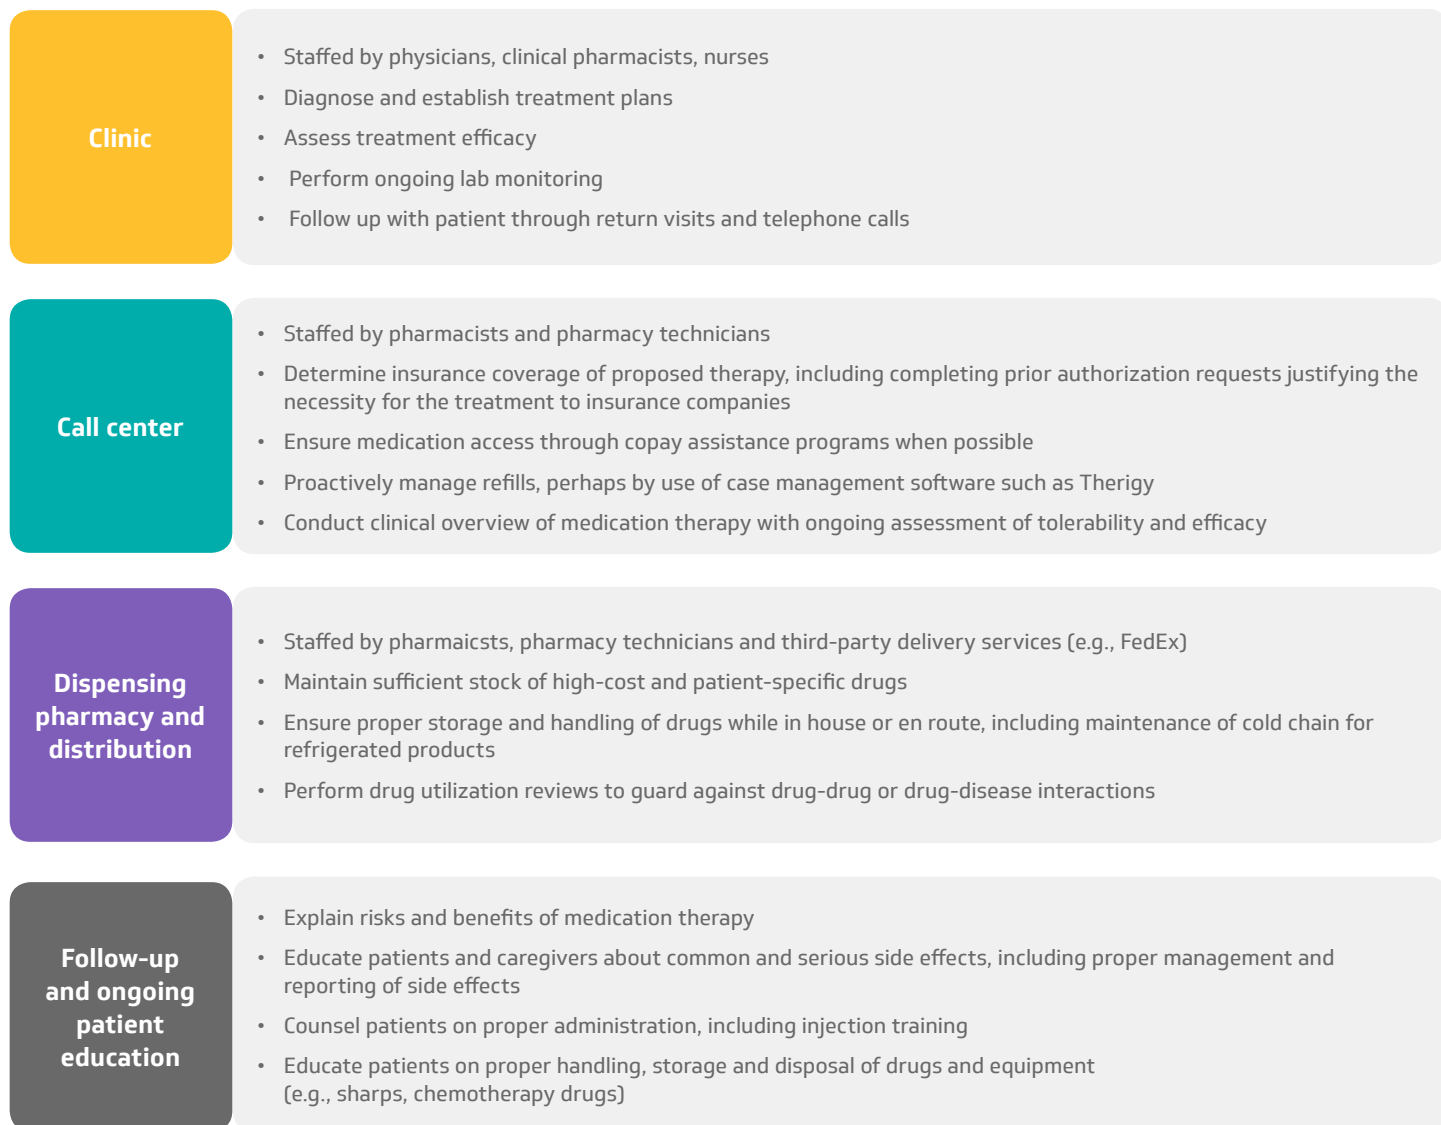 Clinic
• Staffed by physicians, clinical pharmacists, nurses
• Diagnose and establish treatment plans
• Assess treatment efficacy
• Perform ongoing lab monitoring
• Follow up with patient through return visits and telephone calls
Call center
• Staffed by pharmacists and pharmacy technicians
• Determine insurance coverage of proposed therapy, including completing prior authorization requests justifying the
necessity for the treatment to insurance companies
• Ensure medication access through copay assistance programs when possible
• Proactively manage refills, perhaps by use of case management software such as Therigy
• Conduct clinical overview of medication therapy with ongoing assessment of tolerability and efficacy
Dispensing
pharmacy and
distribution
• Staffed by pharmaicsts, pharmacy technicians and third-party delivery services (e.g., FedEx)
• Maintain sufficient stock of high-cost and patient-specific drugs
• Ensure proper storage and handling of drugs while in house or en route, including maintenance of cold chain for
refrigerated products
• Perform drug utilization reviews to guard against drug-drug or drug-disease interactions
Follow-up
and ongoing
patient
education
• Explain risks and benefits of medication therapy
• Educate patients and caregivers about common and serious side effects, including proper management and
reporting of side effects
• Counsel patients on proper administration, including injection training
• Educate patients on proper handling, storage and disposal of drugs and equipment
(e.g., sharps, chemotherapy drugs)